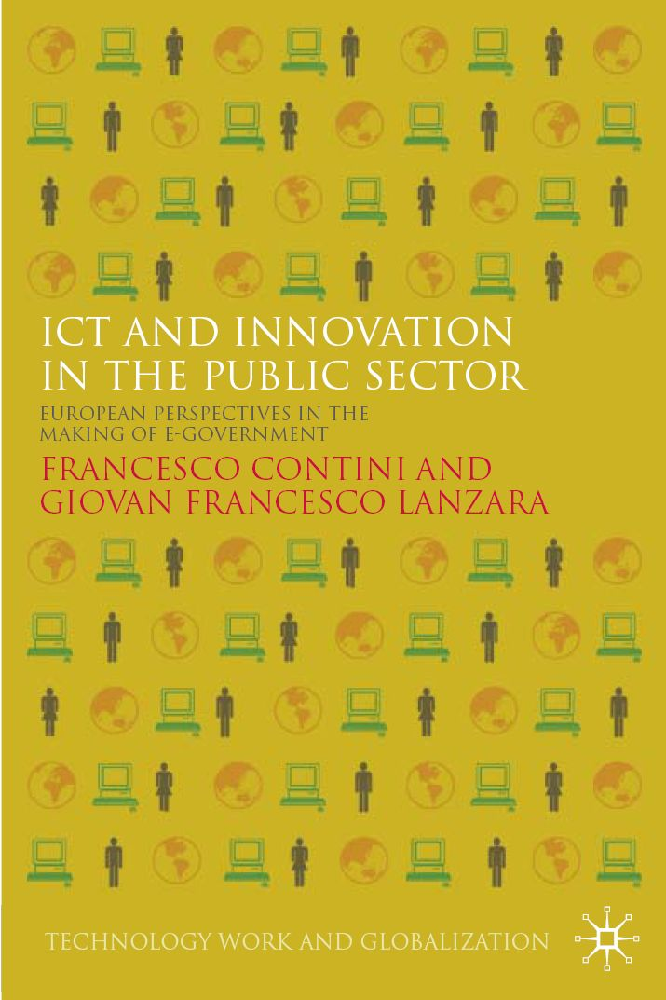 ICT AND INNOVATION
IN THE PUBLIC SECTOR
EUROPEAN PERSPECTIVES IN THE
MAKING OF E-GOVERNMENT
FRANCESCO CONTINI AND
GIOVAN FRANCESCO LANZARA
TECHNOLOGY WORK AND GLOBALIZATION